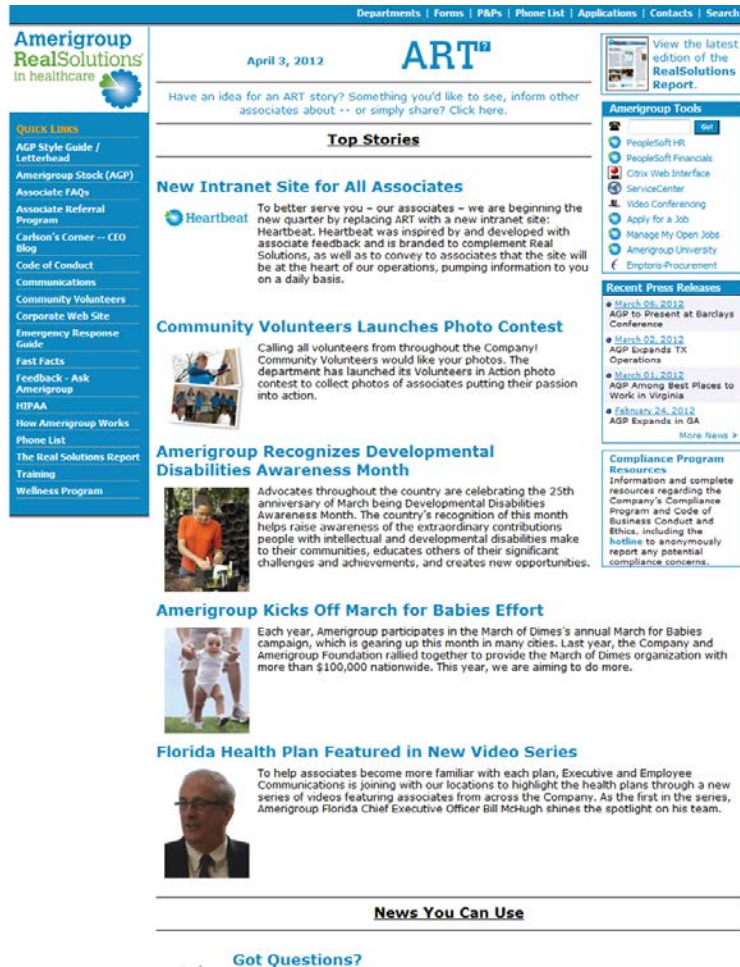 Departments | Forms | P&Ps | Phone List | Applications | Contacts | Search
Amerigroup
RealSolutions
in healthcare
QUICK LINKS
AGP Style Guide /
Letterhead
Amerigroup Stock (AGP)
Associate FAQs
Associate Referral
Program
Carlson's Corner -- CEO
Blog
Code of Conduct
Communications
Community Volunteers
Corporate Web Site
Emergency Response
Guide
Fast Facts
Feedback - Ask
Amerigroup
HIPAA
How Amerigroup Works
Phone List
The Real Solutions Report
Training
Wellness Program
April 3, 2012
ART
Have an idea for an ART story? Something you'd like to see, inform other
associates about -- or simply share? Click here.
Top Stories
New Intranet Site for All Associates
Heartbeat
To better serve you – our associates – we are beginning the
new quarter by replacing ART with a new intranet site:
Heartbeat. Heartbeat was inspired by and developed with
associate feedback and is branded to complement Real
Solutions, as well as to convey to associates that the site will
be at the heart of our operations, pumping information to you
on a daily basis.
Community Volunteers Launches Photo Contest
Calling all volunteers from throughout the Company!
Community Volunteers would like your photos. The
department has launched its Volunteers in Action photo
contest to collect photos of associates putting their passion
into action.
Amerigroup Recognizes Developmental
Disabilities Awareness Month
Advocates throughout the country are celebrating the 25th
anniversary of March being Developmental Disabilities
Awareness Month. The country's recognition of this month
helps raise awareness of the extraordinary contributions
people with intellectual and developmental disabilities make
to their communities, educates others of their significant
challenges and achievements, and creates new opportunities.
Amerigroup Kicks Off March for Babies Effort
Each year, Amerigroup participates in the March of Dimes's annual March for Babies
campaign, which is gearing up this month in many cities. Last year, the Company and
Amerigroup Foundation rallied together to provide the March of Dimes organization with
more than $100,000 nationwide. This year, we are aiming to do more.
Florida Health Plan Featured in New Video Series
To help associates become more familiar with each plan, Executive and Employee
Communications is joining with our locations to highlight the health plans through a new
series of videos featuring associates from across the Company. As the first in the series,
Amerigroup Florida Chief Executive Officer Bill McHugh shines the spotlight on his team.
News You Can Use
Got Questions?
View the latest
edition of the
RealSolutions
Report.
Amerigroup Tools
Go!
PeopleSoft HR
PeopleSoft Financials
Citrix Web Interface
ServiceCenter
Video Conferencing
Apply for a Job
Manage My Open Jobs
Amerigroup University
Emptoris-Procurement
Recent Press Releases
March 06, 2012
AGP to Present at Barclays
Conference
March 02, 2012
AGP Expands TX
Operations
March 01, 2012
AGP Among Best Places to
Work in Virginia
February 24, 2012
AGP Expands in GA
More News >
Compliance Program
Resources
Information and complete
resources regarding the
Company's Compliance
Program and Code of
Business Conduct and
Ethics, including the
hotline to anonymously
report any potential
compliance concerns.